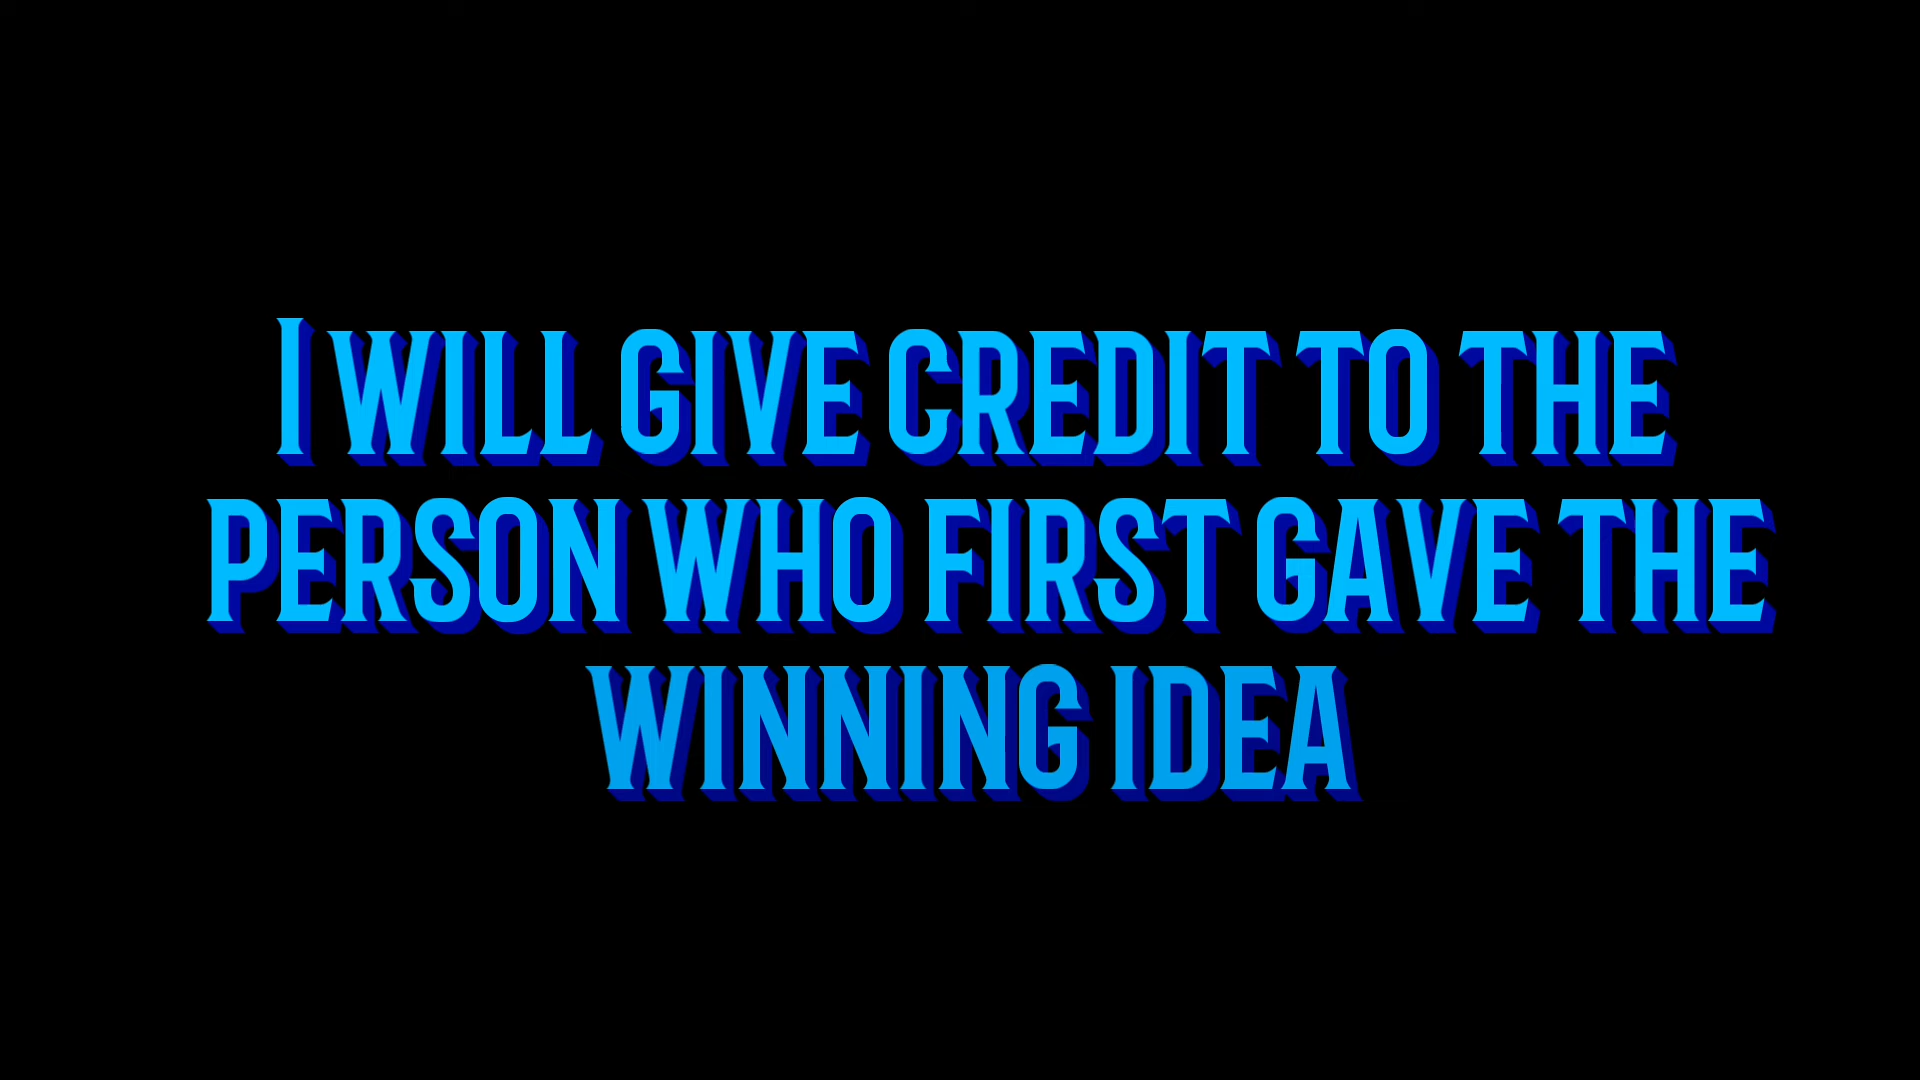 I will give credit to the
person who first gave the
winning idea